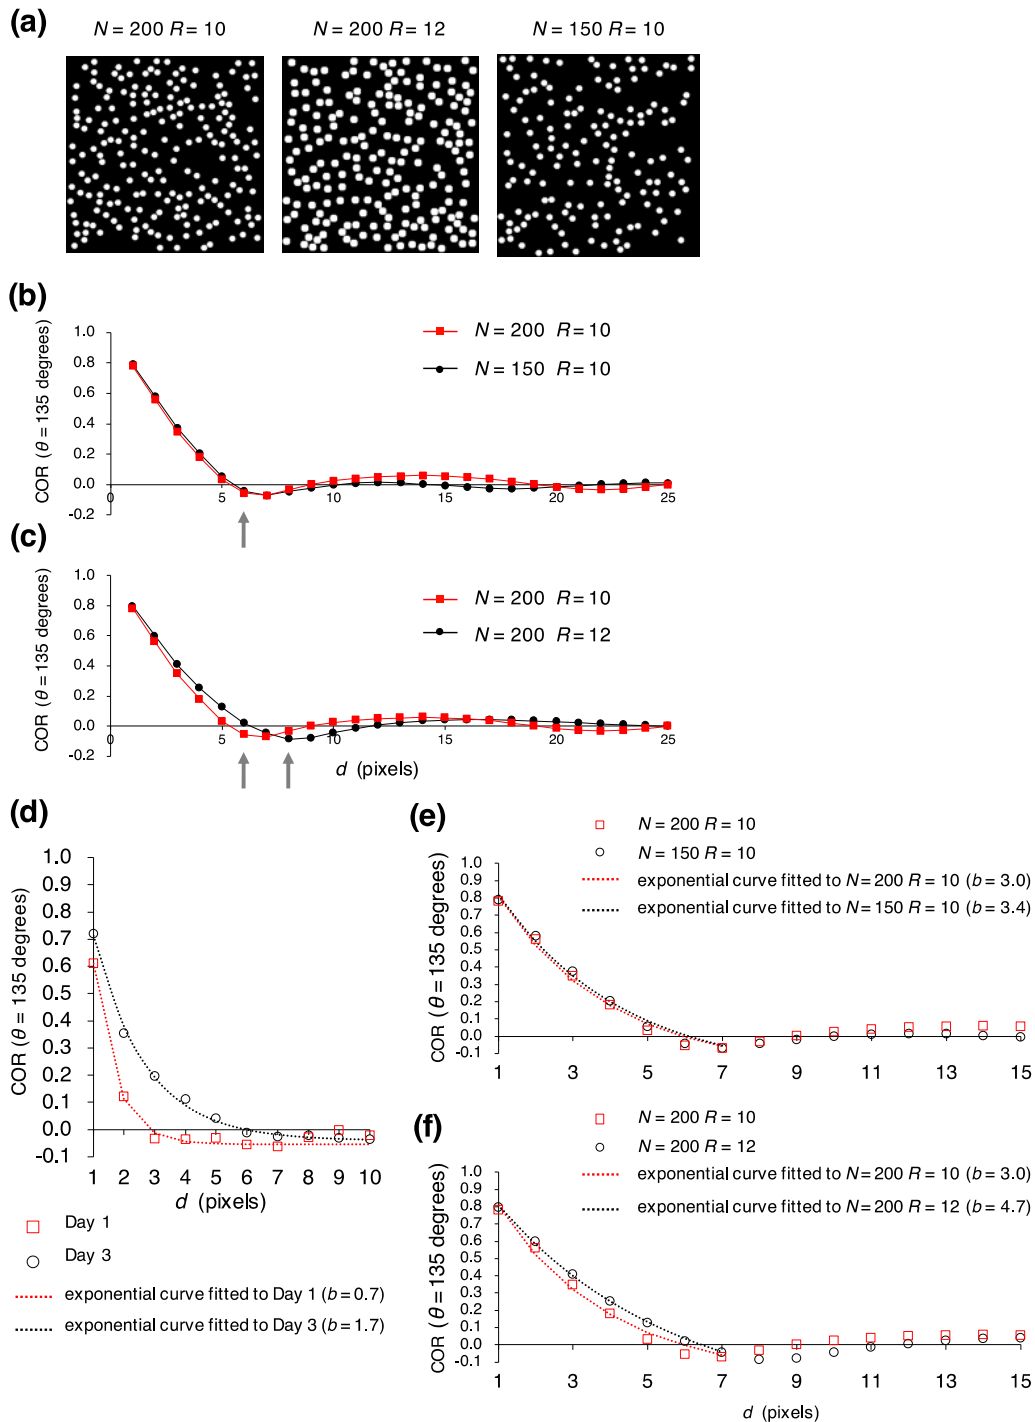 (a)
N = 200 R = 10
N = 200 R = 12
N = 150 R = 10
(b)
COR (θ = 135 degrees)
1.0
0.8
0.6
0.4
0.2
0.0
-0.2
0
5
10
15
20
25
N = 200 R = 10
N = 150 R = 10
(c)
COR (θ = 135 degrees)
1.0
0.8
0.6
0.4
0.2
0.0
-0.2
0
5
10
15
20
25
N = 200 R = 10
N = 200 R = 12
d (pixels)
(d)
COR (θ = 135 degrees)
1.0
0.9
0.8
0.7
0.6
0.5
0.4
0.3
0.2
0.1
-0.0
-0.1
1 2 3 4 5 6 7 8 9 10
d (pixels)
Day 1
Day 3
exponential curve fitted to Day 1 (b = 0.7)
exponential curve fitted to Day 3 (b = 1.7)
(e)
N = 200 R = 10
N = 150 R = 10
exponential curve fitted to N = 200 R = 10 (b = 3.0)
exponential curve fitted to N = 150 R = 10 (b = 3.4)
COR (θ = 135 degrees)
1.0
0.9
0.8
0.7
0.6
0.5
0.4
0.3
0.2
0.1
0.0
-0.1
1 3 5 7 9 11 13 15
(f)
N = 200 R = 10
N = 200 R = 12
exponential curve fitted to N = 200 R = 10 (b = 3.0)
exponential curve fitted to N = 200 R = 12 (b = 4.7)
COR (θ = 135 degrees)
1.0
0.9
0.8
0.7
0.6
0.5
0.4
0.3
0.2
0.1
0.0
-0.1
1 3 5 7 9 11 13 15
d (pixels)